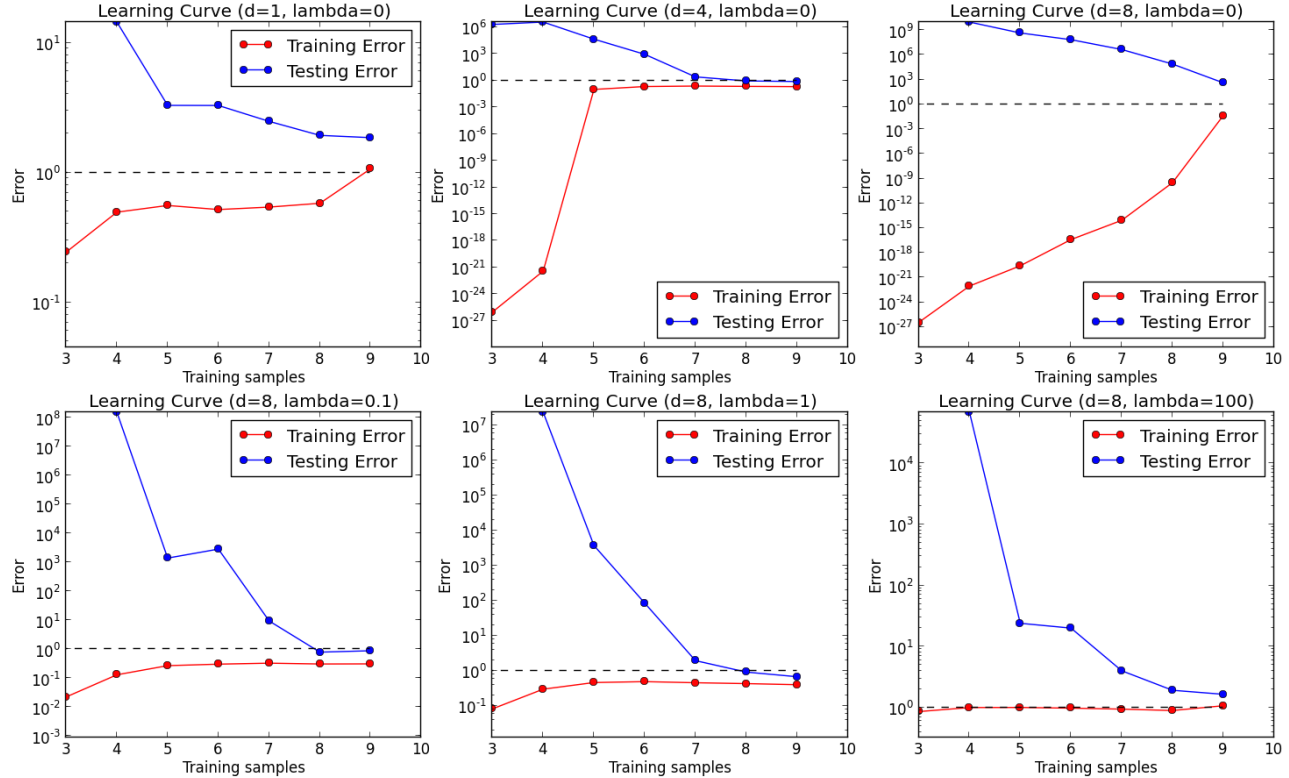 Learning Curve (d=1, lambda=0)
10^1
10^0
10^-1
Error
Training Error
Testing Error
3 4 5 6 7 8 9 10
Training samples
Learning Curve (d=4, lambda=0)
10^6
10^3
10^0
10^-3
10^-6
10^-9
10^-12
10^-15
10^-18
10^-21
10^-24
10^-27
Error
Training Error
Testing Error
3 4 5 6 7 8 9 10
Training samples
Learning Curve (d=8, lambda=0)
10^9
10^6
10^3
10^0
10^-3
10^-6
10^-9
10^-12
10^-15
10^-18
10^-21
10^-24
10^-27
Error
Training Error
Testing Error
3 4 5 6 7 8 9 10
Training samples
Learning Curve (d=8, lambda=0.1)
10^8
10^7
10^6
10^5
10^4
10^3
10^2
10^1
10^0
10^-1
10^-2
10^-3
Error
Training Error
Testing Error
3 4 5 6 7 8 9 10
Training samples
Learning Curve (d=8, lambda=1)
10^7
10^6
10^5
10^4
10^3
10^2
10^1
10^0
10^-1
Error
Training Error
Testing Error
3 4 5 6 7 8 9 10
Training samples
Learning Curve (d=8, lambda=100)
10^4
10^3
10^2
10^1
10^0
Error
Training Error
Testing Error
3 4 5 6 7 8 9 10
Training samples